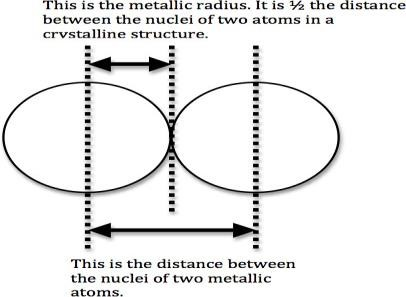 This is the metallic radius. It is ½ the distance
between the nuclei of two atoms in a
crystalline structure.
This is the distance between
the nuclei of two metallic
atoms.